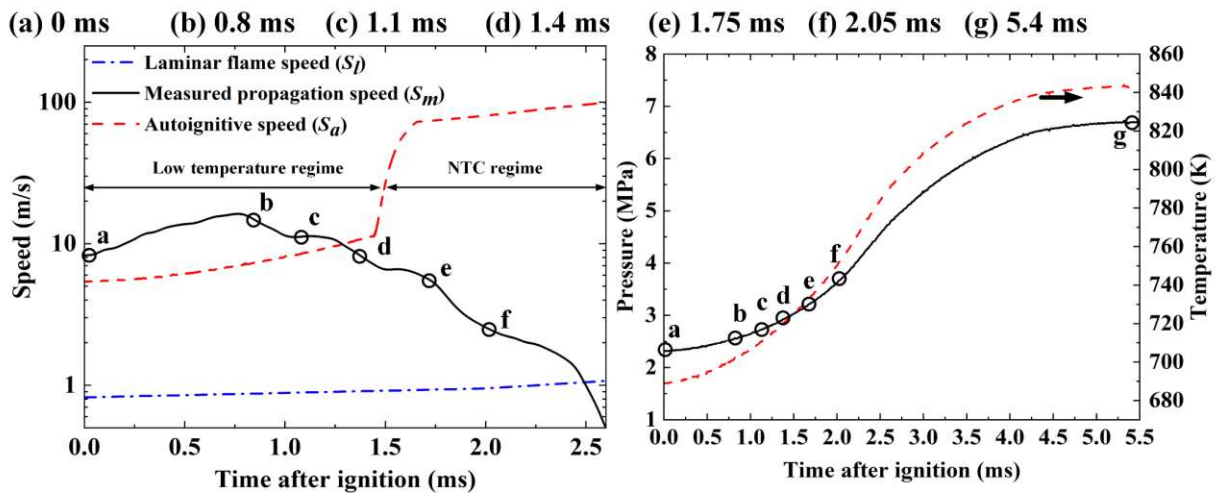 (a) 0 ms (b) 0.8 ms (c) 1.1 ms (d) 1.4 ms (e) 1.75 ms (f) 2.05 ms (g) 5.4 ms
Laminar flame speed (Sl)
Measured propagation speed (Sm)
Autoignitive speed (Sa)
Low temperature regime
NTC regime
100
10
1
Speed (m/s)
a
b
c
d
e
f
0.0 0.5 1.0 1.5 2.0 2.5
Time after ignition (ms)
8
7
6
5
4
3
2
1
Pressure (MPa)
a
b
c
d
e
f
g
860
840
820
800
780
760
740
720
700
680
Temperature (K)
0.0 0.5 1.0 1.5 2.0 2.5 3.0 3.5 4.0 4.5 5.0 5.5
Time after ignition (ms)